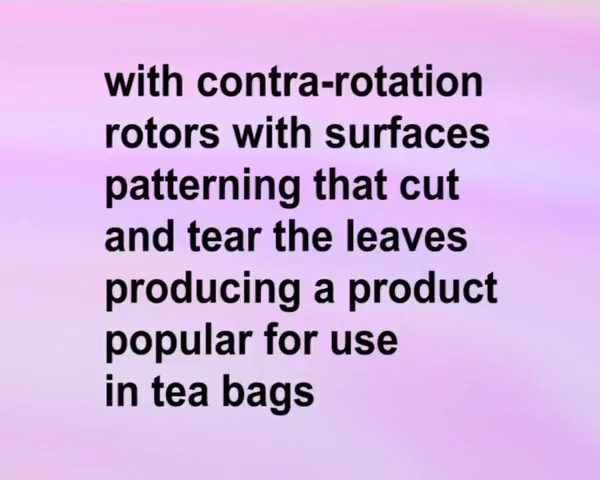 with contra-rotation
rotors with surfaces
patterning that cut
and tear the leaves
producing a product
popular for use
in tea bags